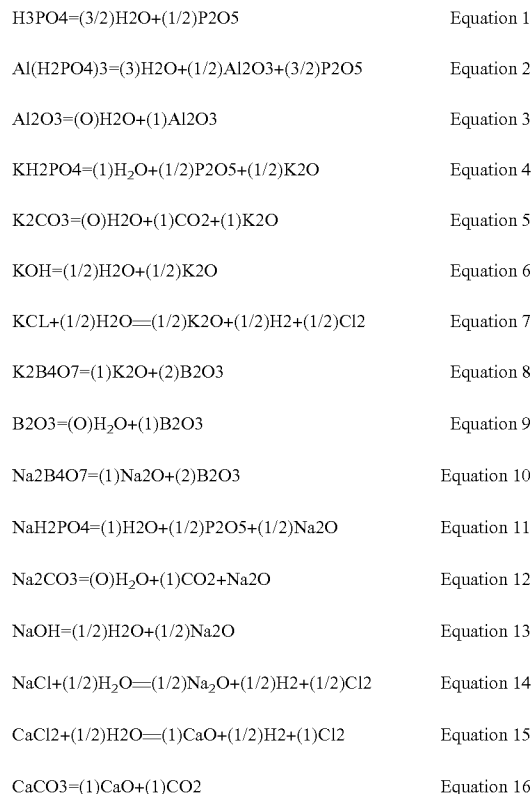 H3PO4=(3/2)H2O+(1/2)P2O5 Equation 1
Al(H2PO4)3=(3)H2O+(1/2)Al2O3+(3/2)P2O5 Equation 2
Al2O3=(O)H2O+(1)Al2O3 Equation 3
KH2PO4=(1)H₂O+(1/2)P2O5+(1/2)K2O Equation 4
K2CO3=(O)H2O+(1)CO2+(1)K2O Equation 5
KOH=(1/2)H2O+(1/2)K2O Equation 6
KCL+(1/2)H2O=(1/2)K2O+(1/2)H2+(1/2)Cl2 Equation 7
K2B4O7=(1)K2O+(2)B2O3 Equation 8
B2O3=(O)H₂O+(1)B2O3 Equation 9
Na2B4O7=(1)Na2O+(2)B2O3 Equation 10
NaH2PO4=(1)H2O+(1/2)P2O5+(1/2)Na2O Equation 11
Na2CO3=(O)H₂O+(1)CO2+Na2O Equation 12
NaOH=(1/2)H2O+(1/2)Na2O Equation 13
NaCl+(1/2)H₂O=(1/2)Na₂O+(1/2)H2+(1/2)Cl2 Equation 14
CaCl2+(1/2)H2O=(1)CaO+(1/2)H2+(1)Cl2 Equation 15
CaCO3=(1)CaO+(1)CO2 Equation 16